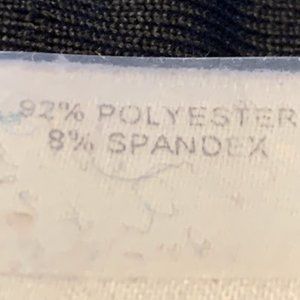 92% POLYESTER
8% SPANDEX